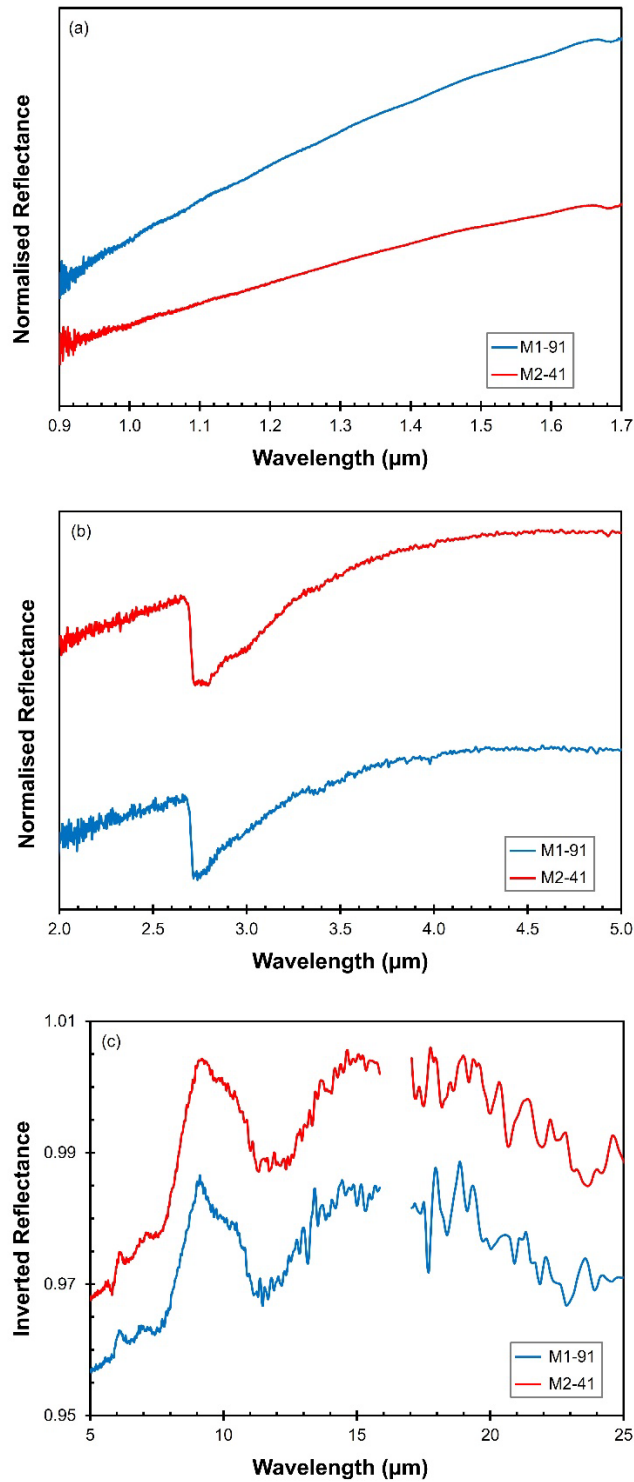 (a)
Normalised Reflectance
M1-91
M2-41
0.9 1.0 1.1 1.2 1.3 1.4 1.5 1.6 1.7
Wavelength (µm)
(b)
Normalised Reflectance
M1-91
M2-41
2.0 2.5 3.0 3.5 4.0 4.5 5.0
Wavelength (µm)
1.01
(c)
0.99
Inverted Reflectance
0.97
M1-91
M2-41
0.95
5 10 15 20 25
Wavelength (µm)